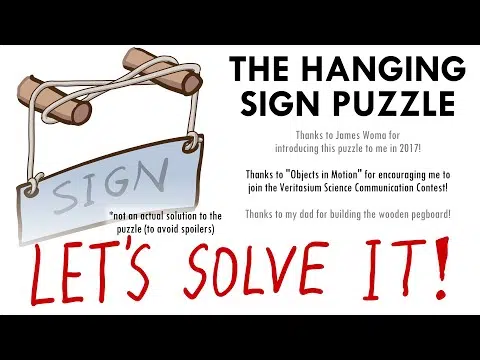 THE HANGING
SIGN PUZZLE
Thanks to James Woma for
introducing this puzzle to me in 2017!
Thanks to "Objects in Motion" for encouraging me to
join the Veritasium Science Communication Contest!
Thanks to my dad for building the wooden pegboard!
SIGN
*not an actual solution to the
puzzle (to avoid spoilers)
LET'S SOLVE IT!